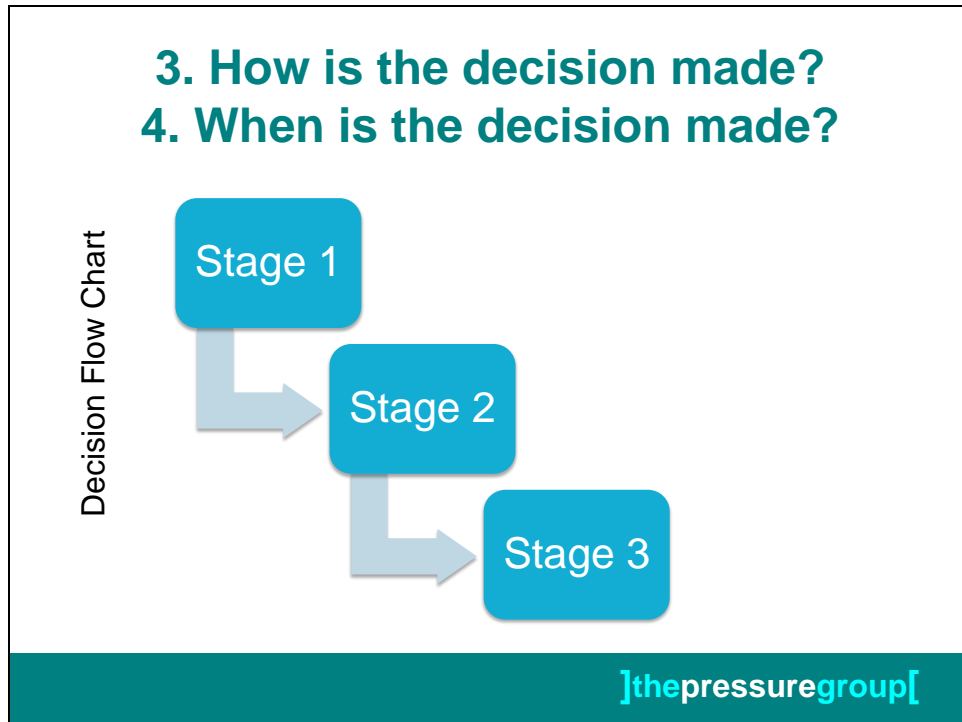 3. How is the decision made?
4. When is the decision made?
Decision Flow Chart
Stage 1
Stage 2
Stage 3
]thepressuregroup[